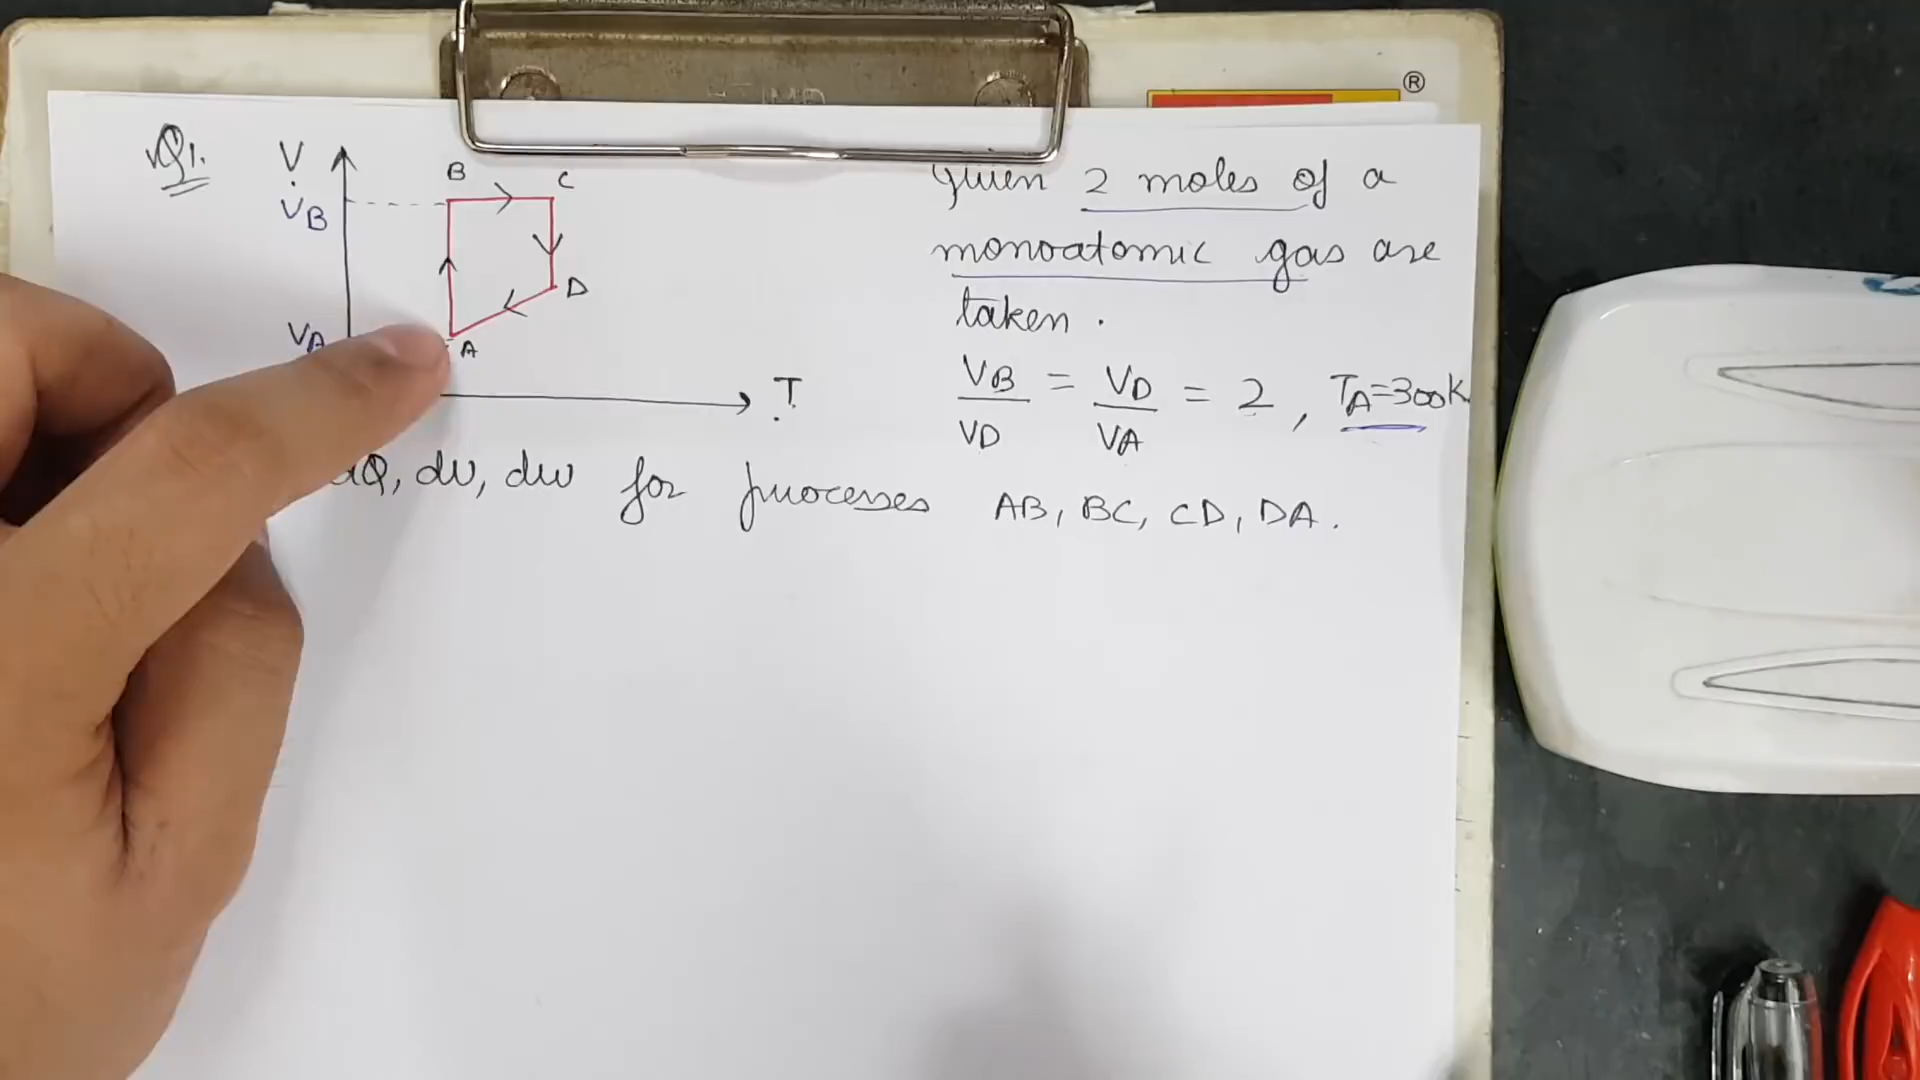 Q1.
V
VB
VA
B
C
D
A
T
Given 2 moles of a
monoatomic gas are
taken.
VB/VD = VD/VA = 2, TA=300K
dQ, dU, dW for processes AB, BC, CD, DA.
®